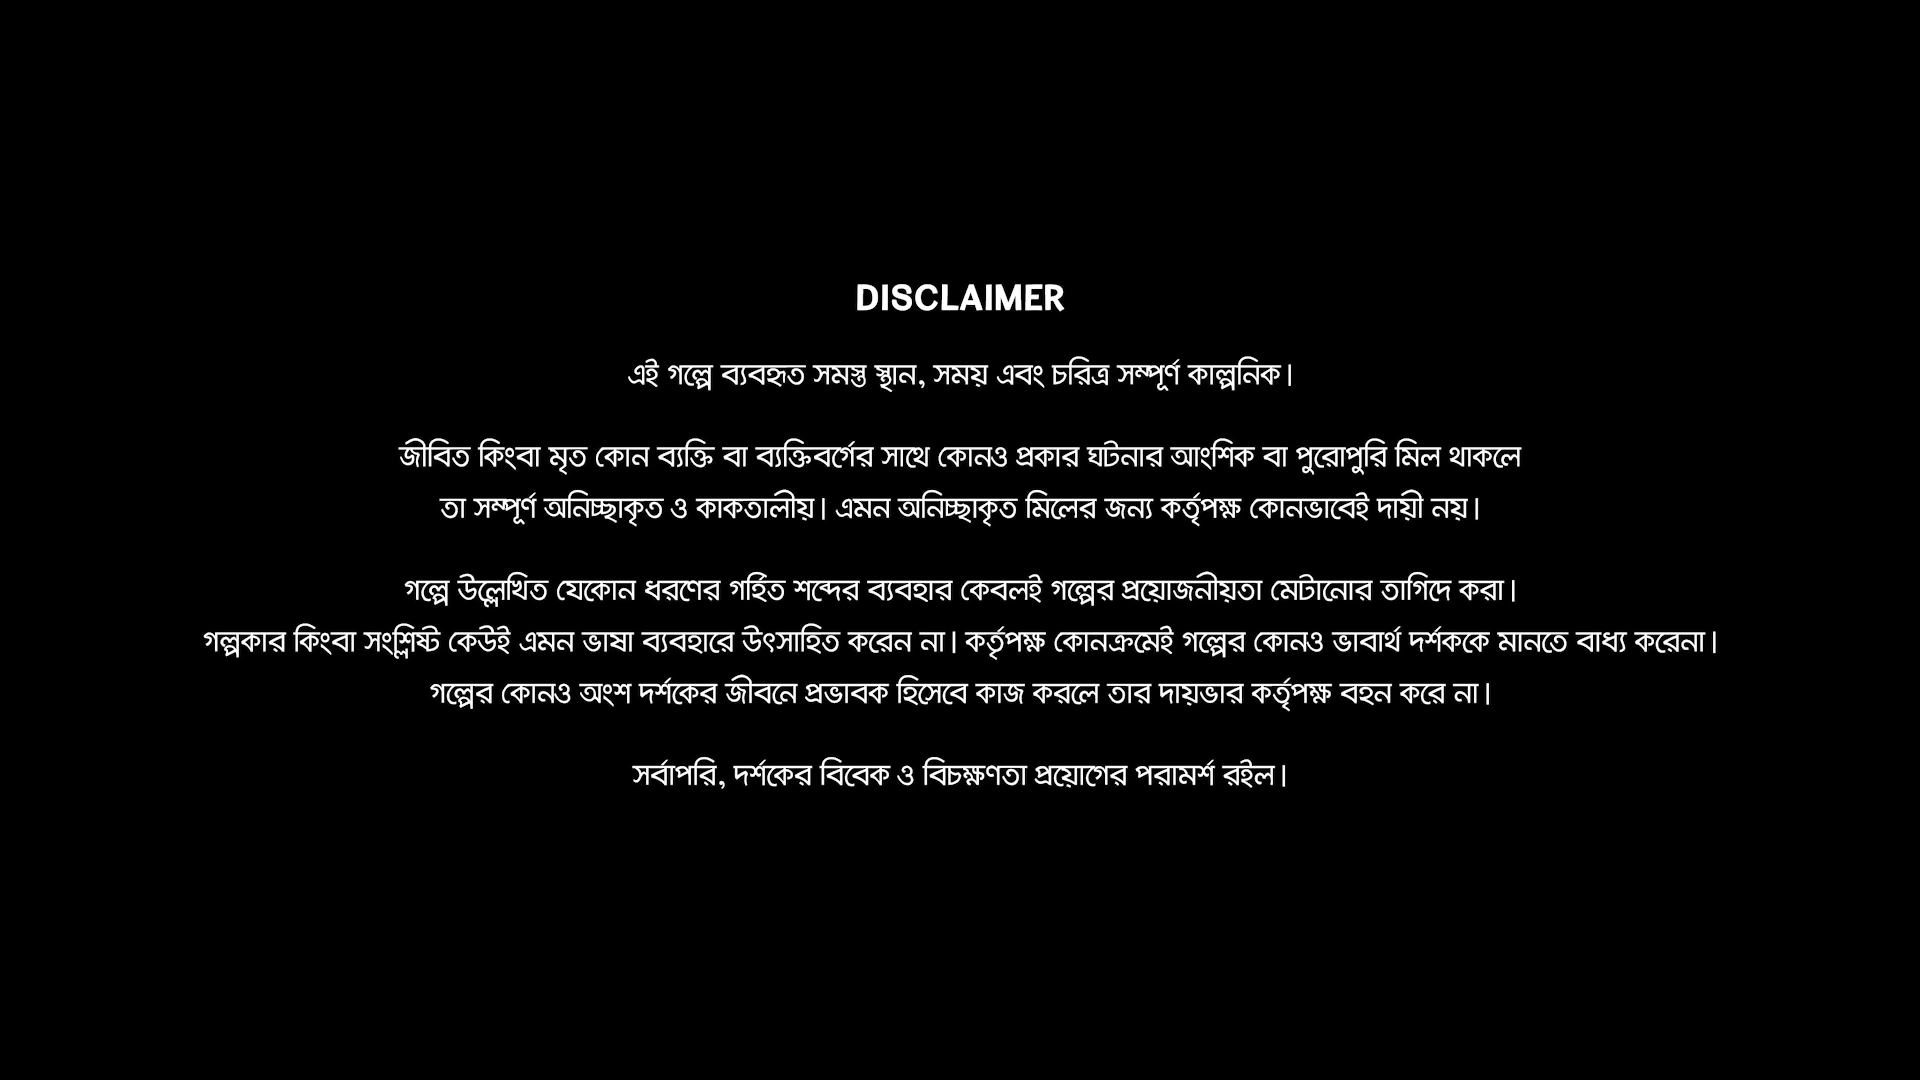 DISCLAIMER
এই গল্পে ব্যবহৃত সমস্ত স্থান, সময় এবং চরিত্র সম্পূর্ণ কাল্পনিক।
জীবিত কিংবা মৃত কোন ব্যক্তি বা ব্যক্তিবর্গের সাথে কোনও প্রকার ঘটনার আংশিক বা পুরোপুরি মিল থাকলে
তা সম্পূর্ণ অনিচ্ছাকৃত ও কাকতালীয়। এমন অনিচ্ছাকৃত মিলের জন্য কর্তৃপক্ষ কোনভাবেই দায়ী নয়।
গল্পে উল্লেখিত যেকোন ধরণের গর্হিত শব্দের ব্যবহার কেবলই গল্পের প্রয়োজনীয়তা মেটানোর তাগিদে করা।
গল্পকার কিংবা সংশ্লিষ্ট কেউই এমন ভাষা ব্যবহারে উৎসাহিত করেন না। কর্তৃপক্ষ কোনক্রমেই গল্পের কোনও ভাবার্থ দর্শককে মানতে বাধ্য করেনা।
গল্পের কোনও অংশ দর্শকের জীবনে প্রভাবক হিসেবে কাজ করলে তার দায়ভার কর্তৃপক্ষ বহন করে না।
সর্বাপরি, দর্শকের বিবেক ও বিচক্ষণতা প্রয়োগের পরামর্শ রইল।